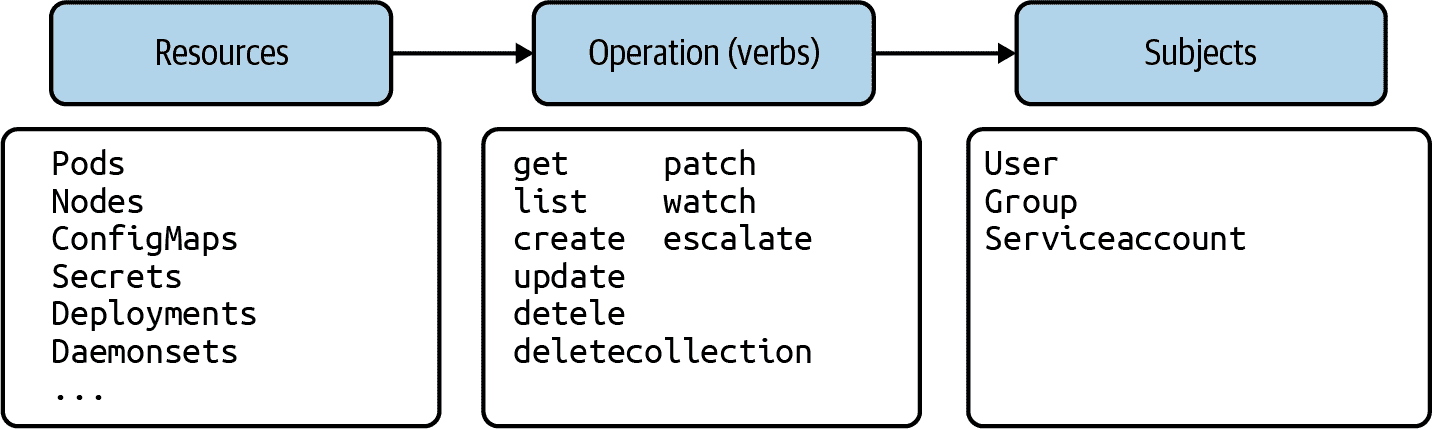 Resources
Operation (verbs)
Subjects
Pods
Nodes
ConfigMaps
Secrets
Deployments
Daemonsets
...
get patch
list watch
create escalate
update
detele
deletecollection
User
Group
Serviceaccount